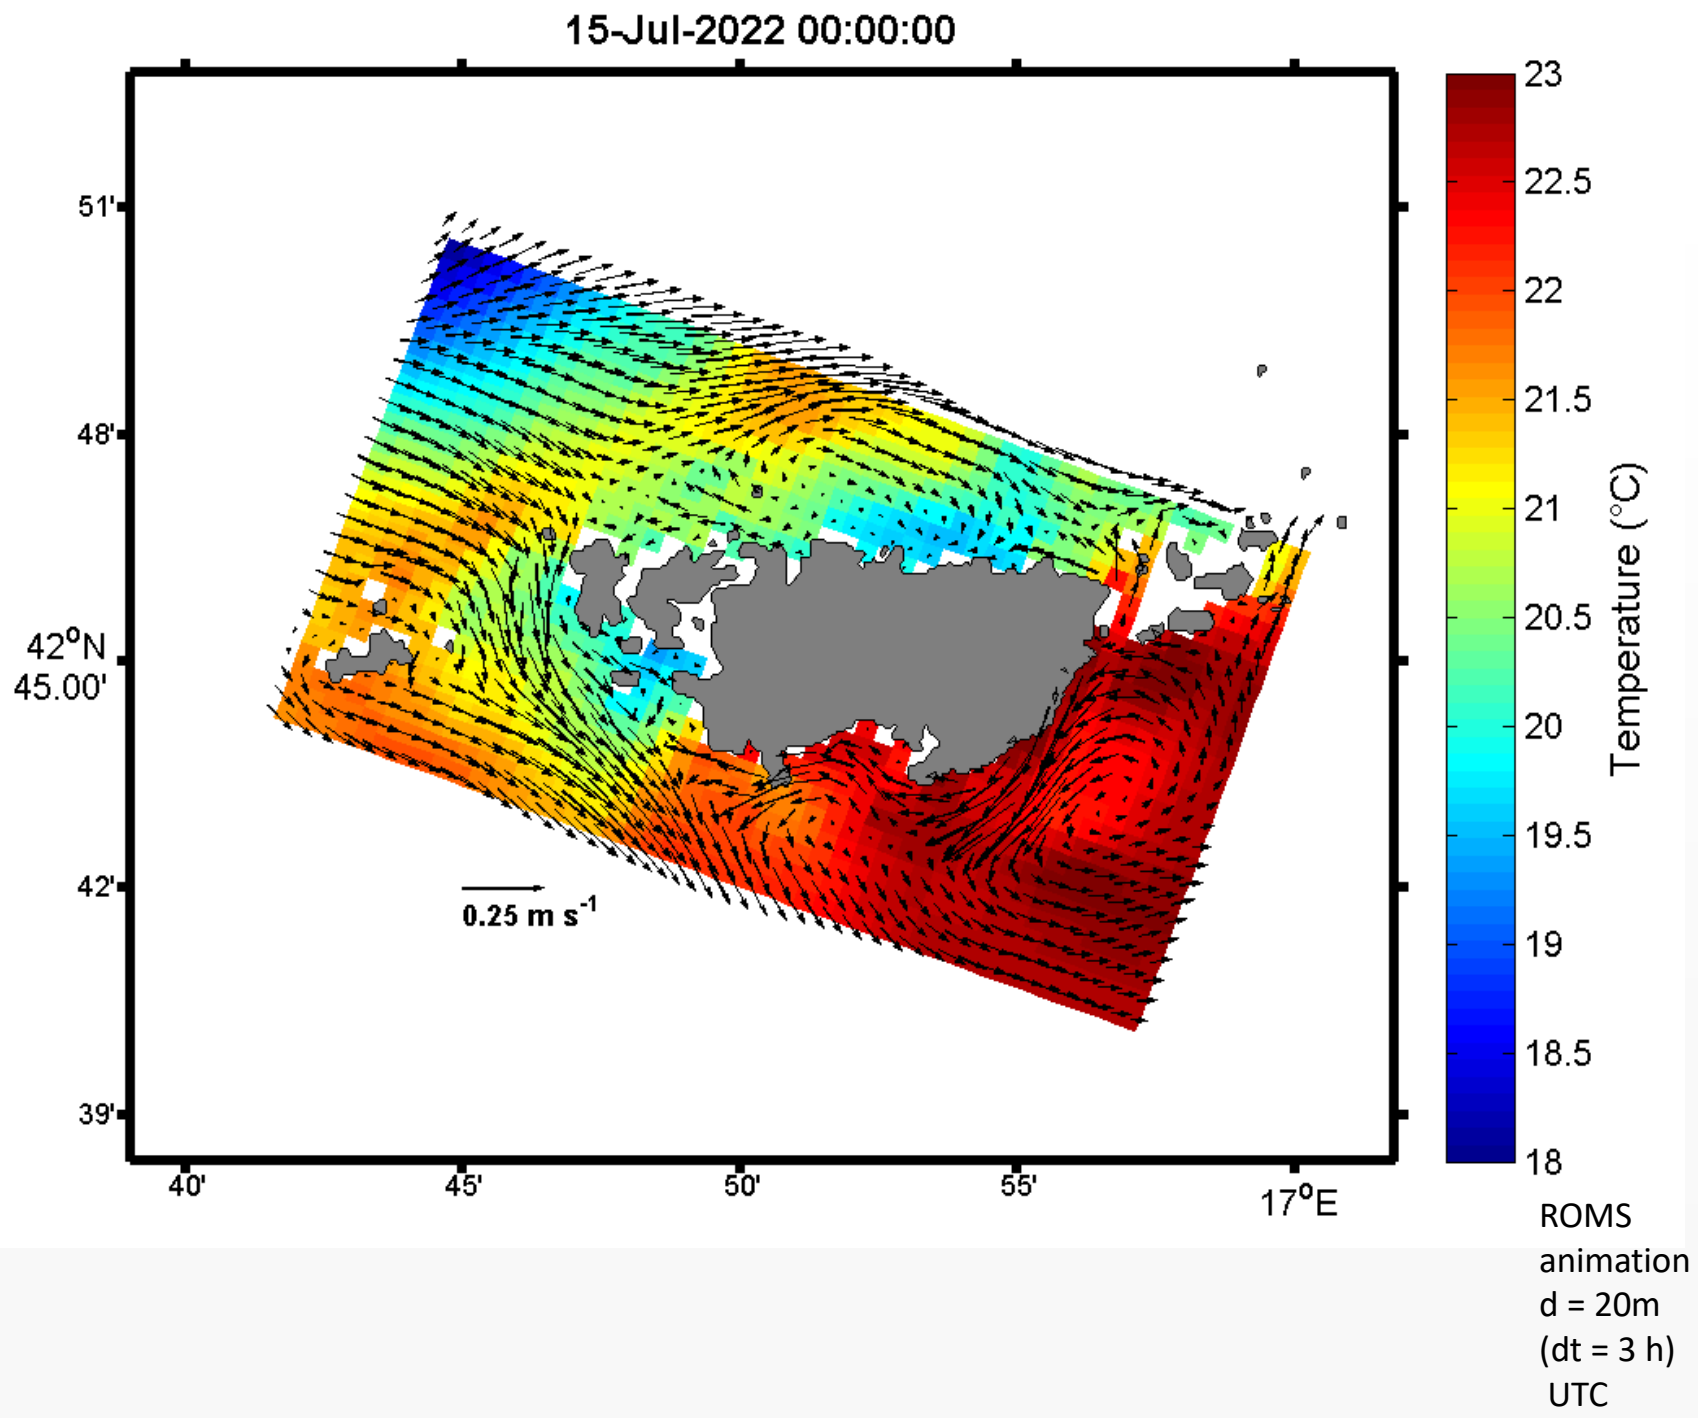 15-Jul-2022 00:00:00
51'
48'
42°N
45.00'
42'
39'
40'
45'
50'
55'
17°E
0.25 m s⁻¹
23
22.5
22
21.5
21
20.5
20
19.5
19
18.5
18
Temperature (°C)
ROMS
animation
d = 20m
(dt = 3 h)
UTC